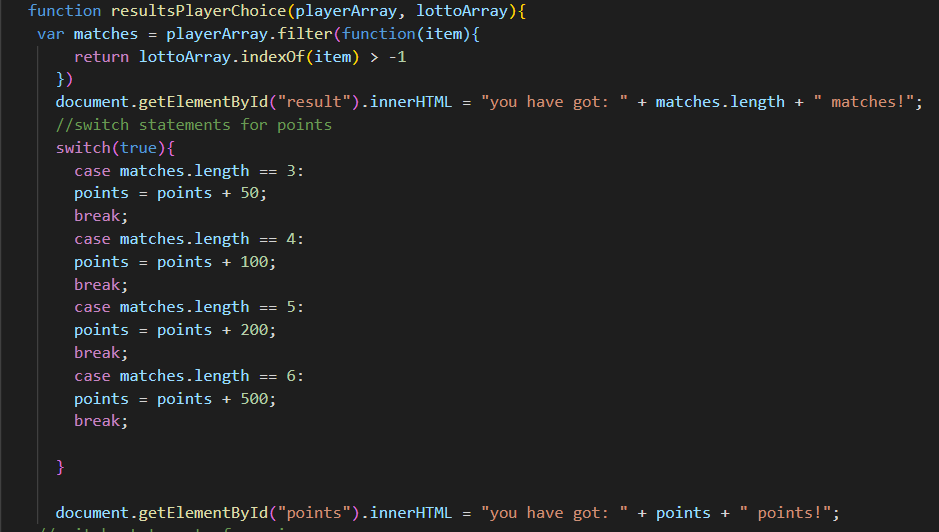 function resultsPlayerChoice(playerArray, lottoArray){
var matches = playerArray.filter(function(item){
return lottoArray.indexOf(item) > -1
})
document.getElementById("result").innerHTML = "you have got: " + matches.length + " matches!";
//switch statements for points
switch(true){
case matches.length == 3:
points = points + 50;
break;
case matches.length == 4:
points = points + 100;
break;
case matches.length == 5:
points = points + 200;
break;
case matches.length == 6:
points = points + 500;
break;
}
document.getElementById("points").innerHTML = "you have got: " + points + " points!";